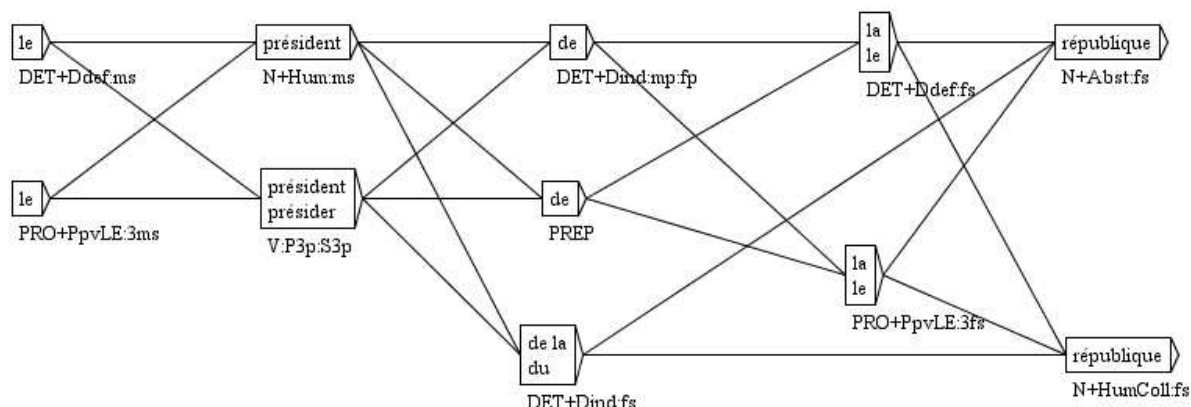 le
DET+Ddef:ms
président
N+Hum:ms
de
DET+Dind:mp:fp
la
le
DET+Ddef:fs
république
N+Abst:fs
le
PRO+PpvLE:3ms
président
présider
V:P3p:S3p
de
PREP
la
le
PRO+PpvLE:3fs
de la
du
DET+Dind:fs
république
N+HumColl:fs